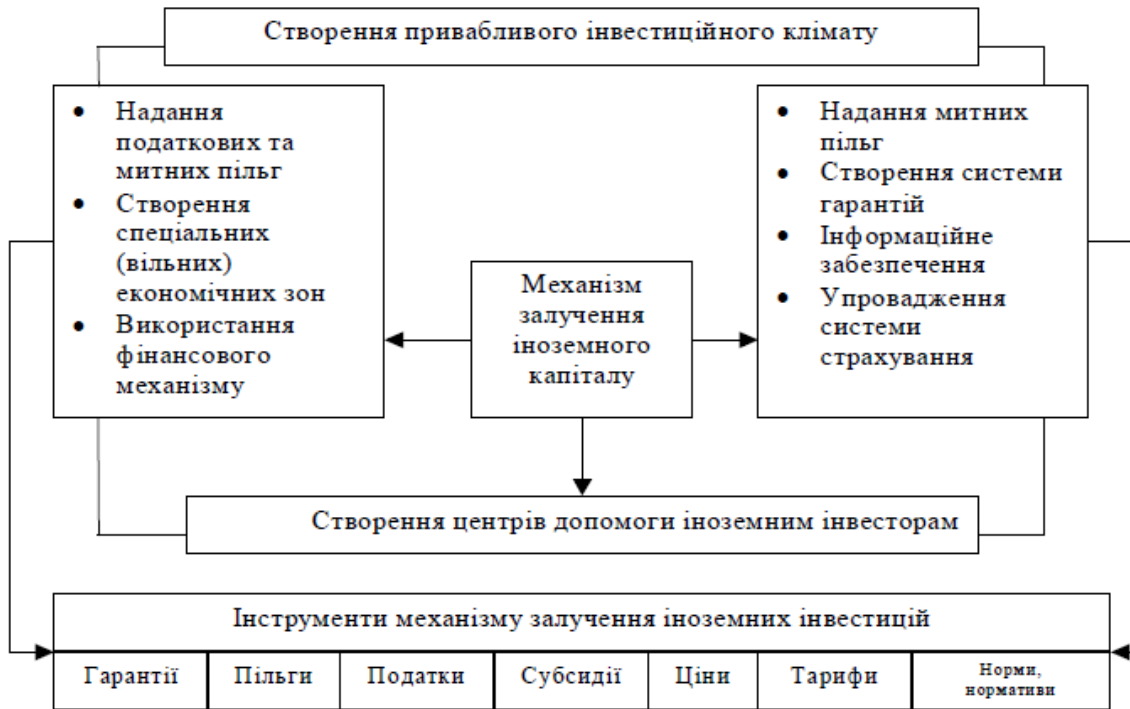 Створення привабливого інвестиційного клімату
• Надання
податкових та
митних пільг
• Створення
спеціальних
(вільних)
економічних зон
• Використання
фінансового
механізму
Механізм
залучення
іноземного
капіталу
• Надання митних
пільг
• Створення системи
гарантій
• Інформаційне
забезпечення
• Упровадження
системи
страхування
Створення центрів допомоги іноземним інвесторам
Інструменти механізму залучення іноземних інвестицій
Гарантії Пільги Податки Субсидії Ціни Тарифи Норми,
нормативи